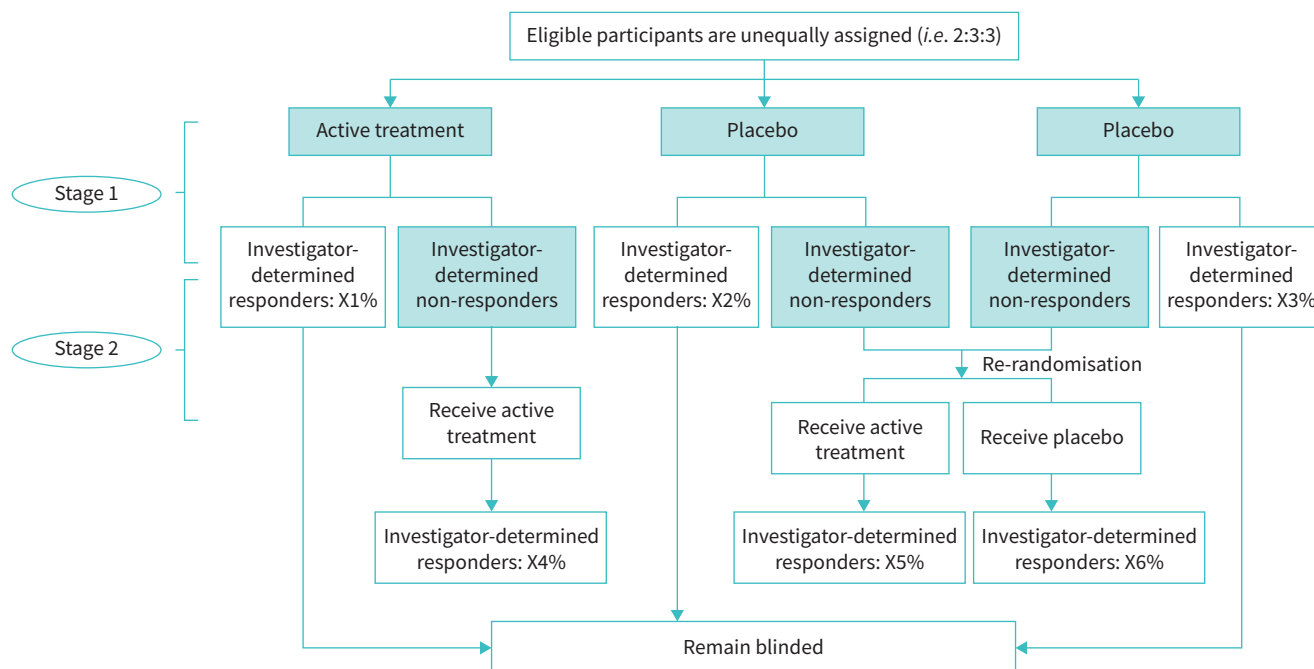 Eligible participants are unequally assigned (i.e. 2:3:3)
Active treatment
Placebo
Placebo
Stage 1
Investigator-
determined
responders: X1%
Investigator-
determined
non-responders
Investigator-
determined
responders: X2%
Investigator-
determined
non-responders
Investigator-
determined
non-responders
Investigator-
determined
responders: X3%
Stage 2
Re-randomisation
Receive active
treatment
Receive active
treatment
Receive placebo
Investigator-determined
responders: X4%
Investigator-determined
responders: X5%
Investigator-determined
responders: X6%
Remain blinded